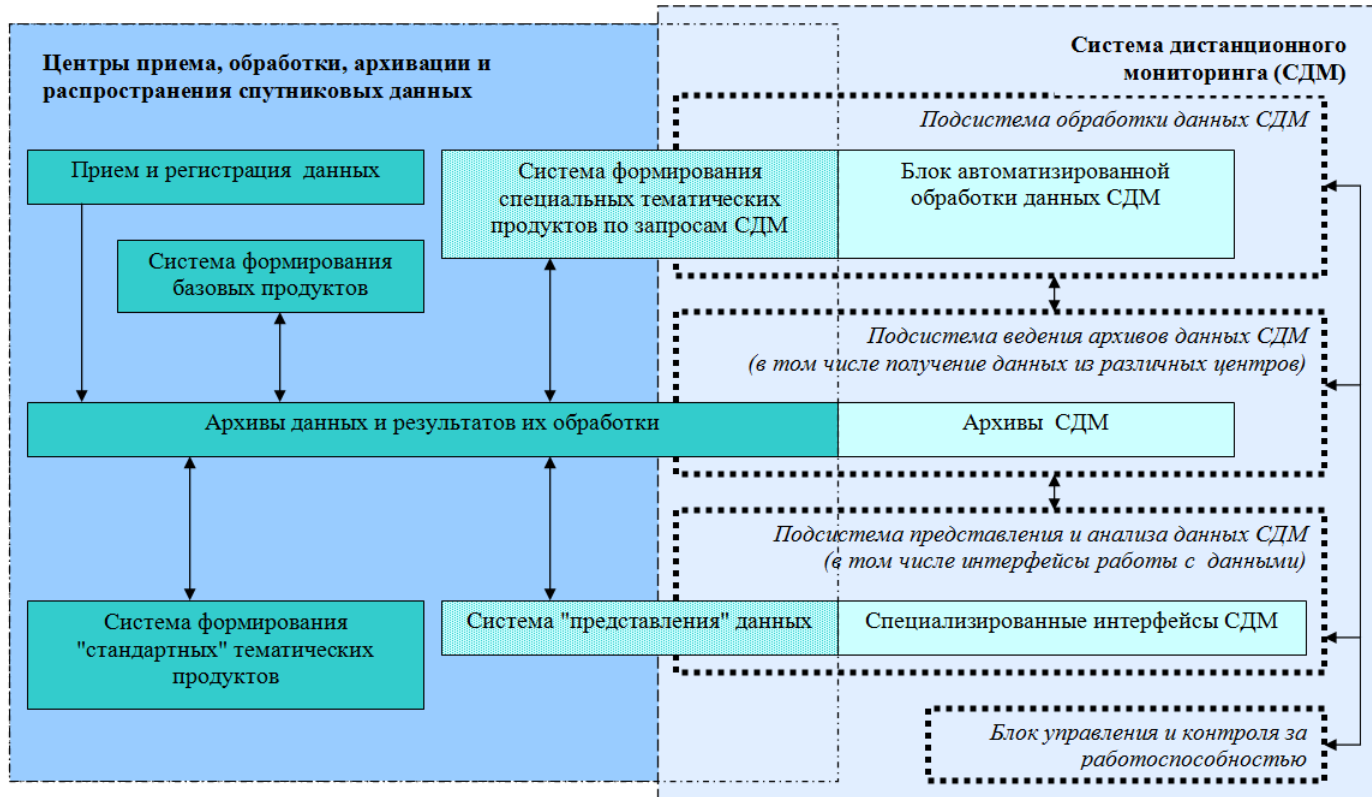 Центры приема, обработки, архивации и
распространения спутниковых данных
Система дистанционного
мониторинга (СДМ)
Подсистема обработки данных СДМ
Прием и регистрация данных
Система формирования
специальных тематических
продуктов по запросам СДМ
Блок автоматизированной
обработки данных СДМ
Система формирования
базовых продуктов
Подсистема ведения архивов данных СДМ
(в том числе получение данных из различных центров)
Архивы данных и результатов их обработки
Архивы СДМ
Подсистема представления и анализа данных СДМ
(в том числе интерфейсы работы с данными)
Система формирования
"стандартных" тематических
продуктов
Система "представления" данных
Специализированные интерфейсы СДМ
Блок управления и контроля за
работоспособностью